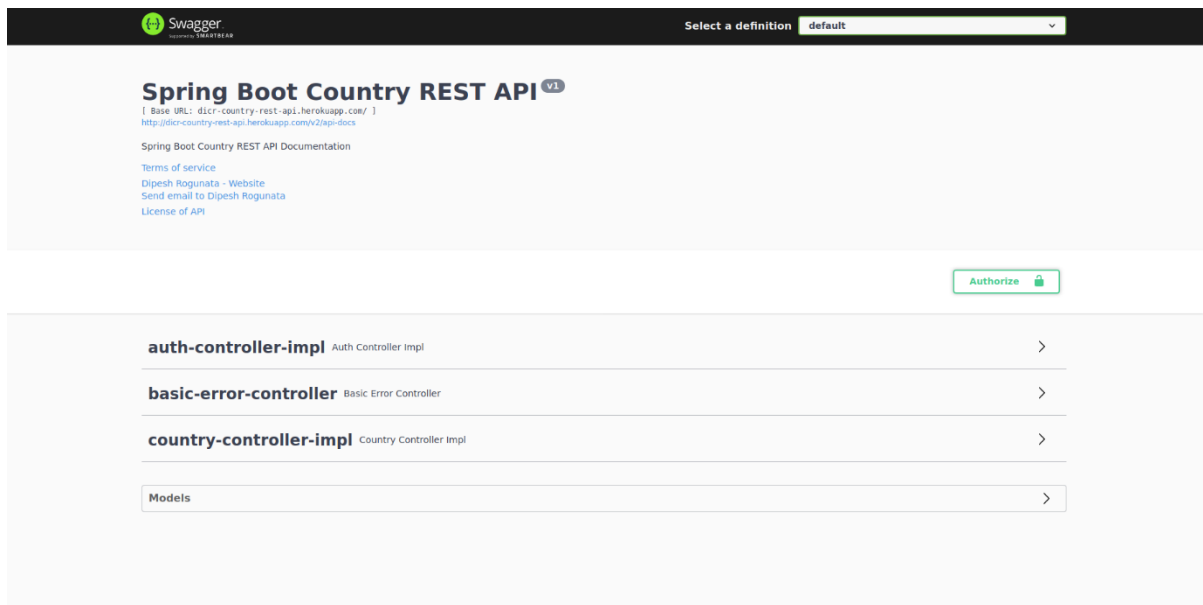 Swagger.
Supported by SMARTBEAR
Select a definition default
Spring Boot Country REST API v1
[ Base URL: dicr-country-rest-api.herokuapp.com/ ]
http://dicr-country-rest-api.herokuapp.com/v2/api-docs
Spring Boot Country REST API Documentation
Terms of service
Dipesh Rogunata - Website
Send email to Dipesh Rogunata
License of API
Authorize
auth-controller-impl Auth Controller Impl
basic-error-controller Basic Error Controller
country-controller-impl Country Controller Impl
Models